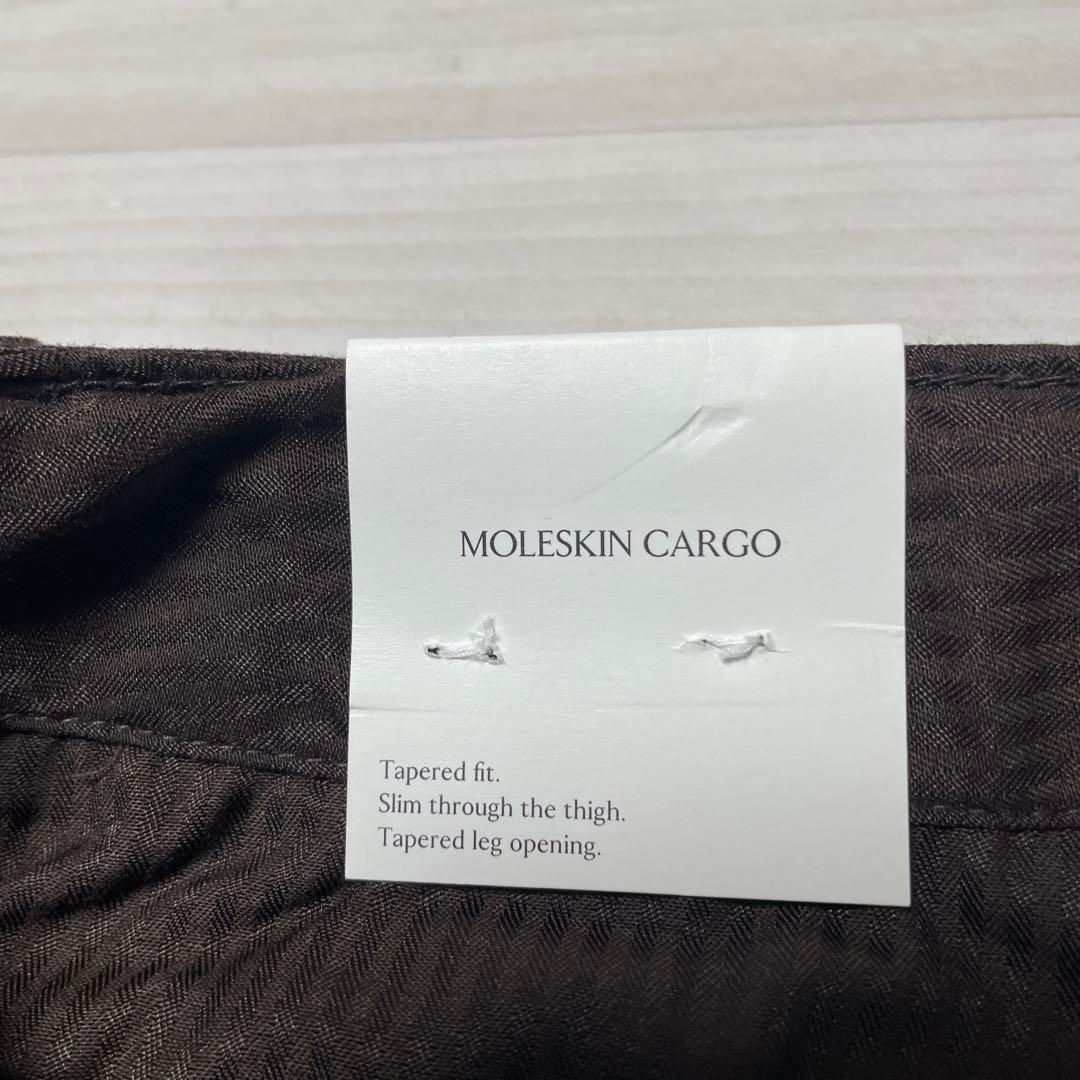 MOLESKIN CARGO
Tapered fit.
Slim through the thigh.
Tapered leg opening.